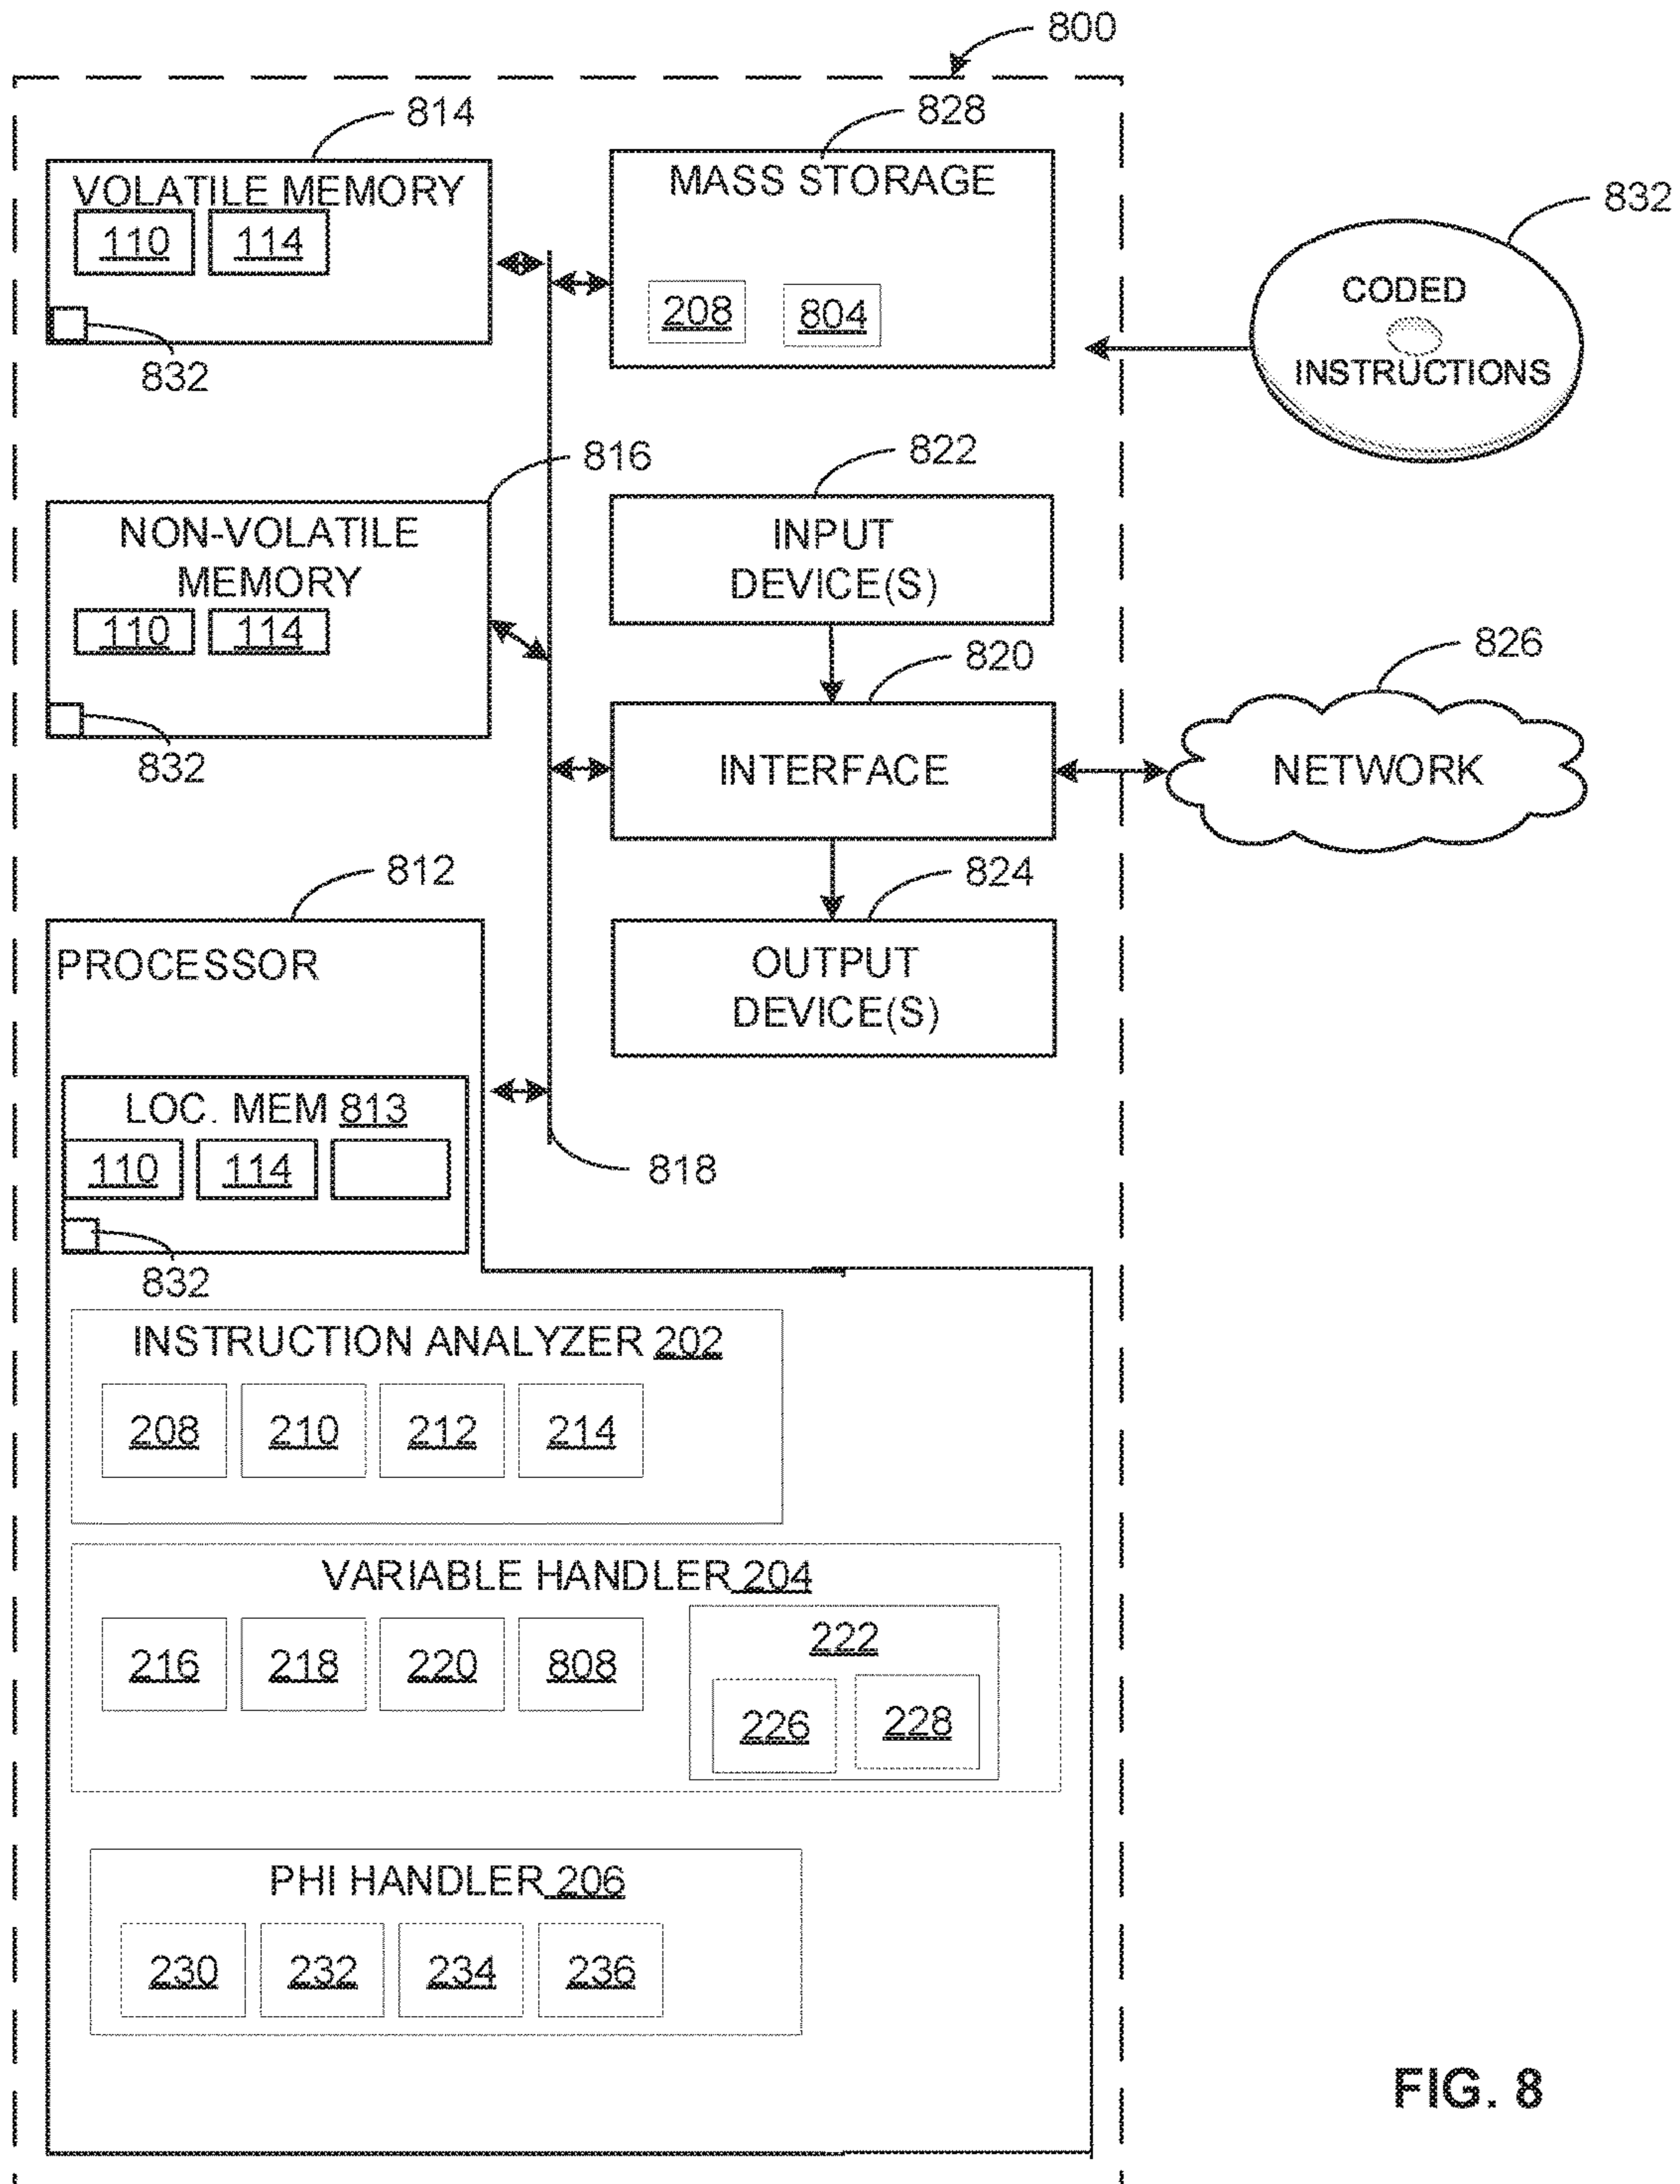 800
814
828
VOLATILE MEMORY
110 114
832
MASS STORAGE
208 804
832
CODED
INSTRUCTIONS
816
NON-VOLATILE
MEMORY
110 114
832
822
INPUT
DEVICE(S)
820
INTERFACE
826
NETWORK
824
OUTPUT
DEVICE(S)
812
PROCESSOR
LOC. MEM 813
110 114
832
818
INSTRUCTION ANALYZER 202
208 210 212 214
VARIABLE HANDLER 204
216 218 220 808
222
226 228
PHI HANDLER 206
230 232 234 236
FIG. 8